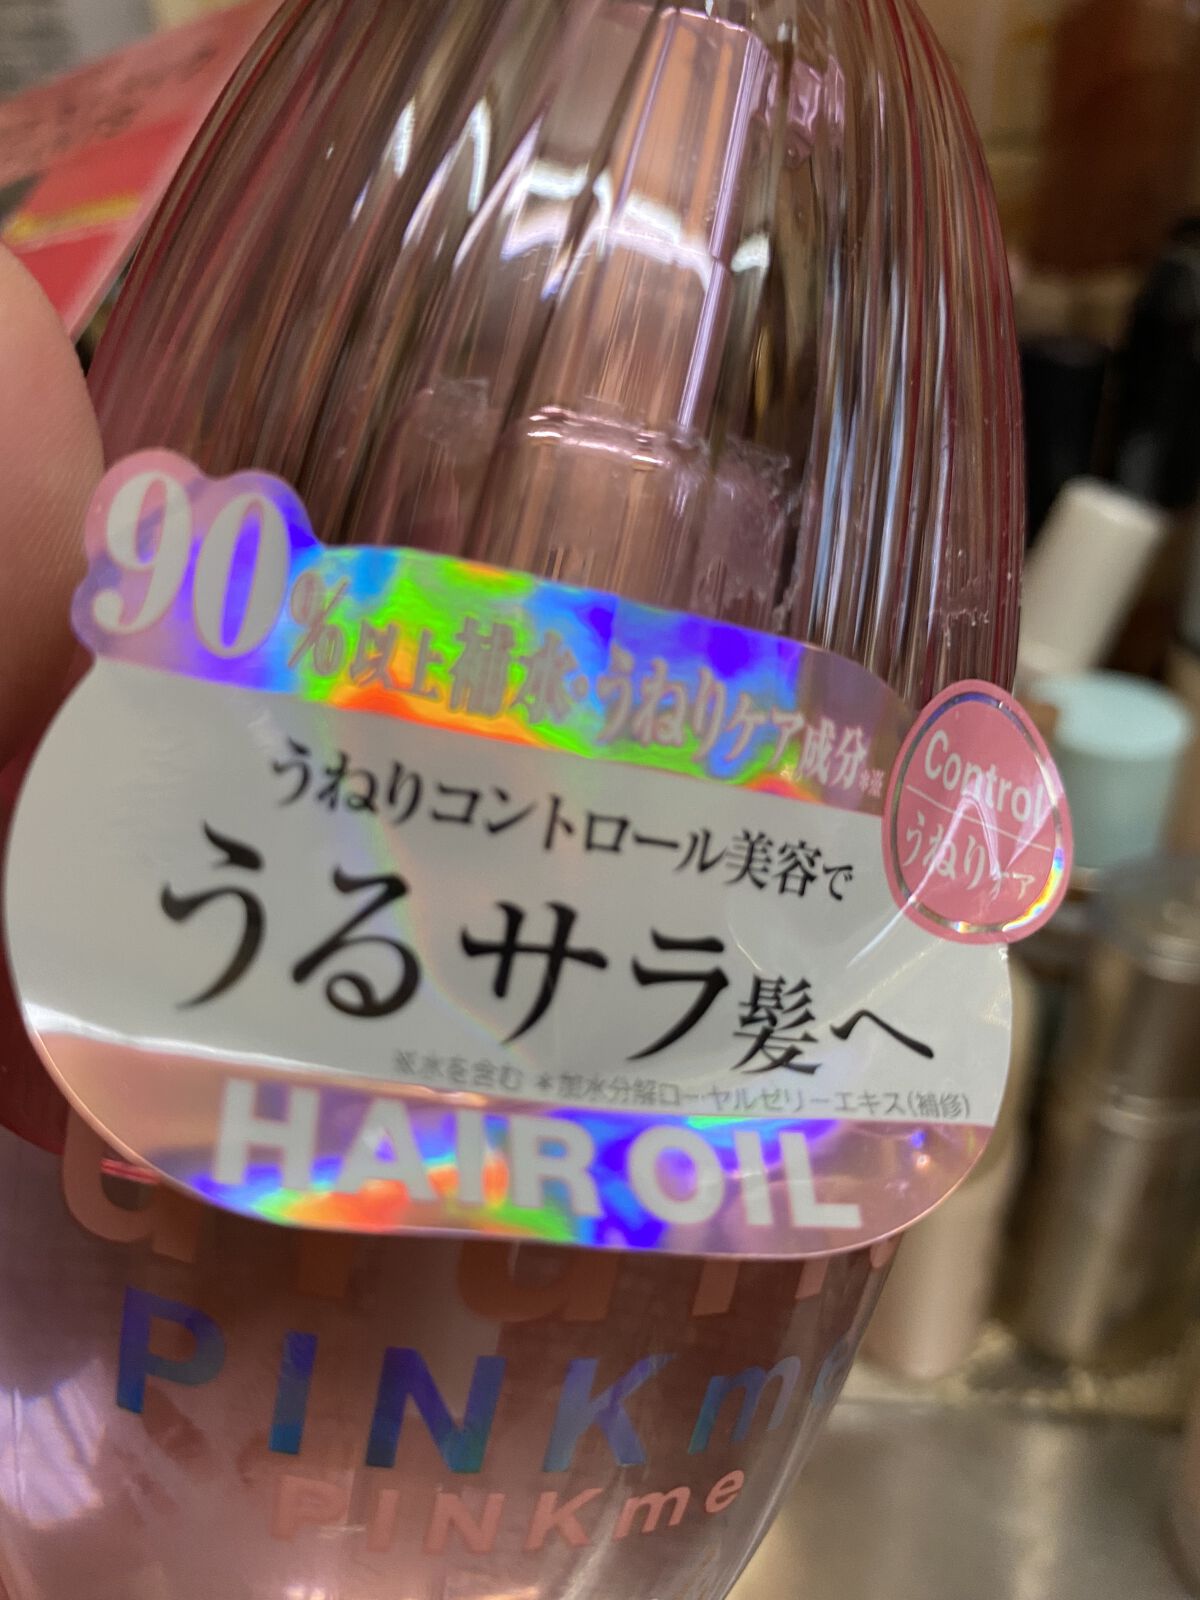 90%以上補水・うねりケア成分※*
Control
うねりケア
うねりコントロール美容で
うるサラ髪へ
※水を含む *加水分解ローヤルゼリーエキス(補修)
HAIR OIL
PINKme
PINKme